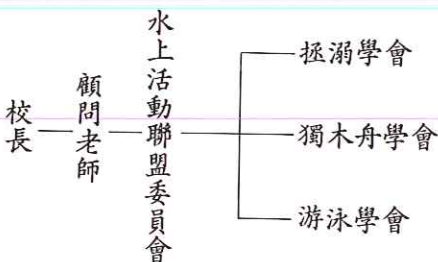 校長
顧問老師
水上活動聯盟委員會
拯溺學會
獨木舟學會
游泳學會